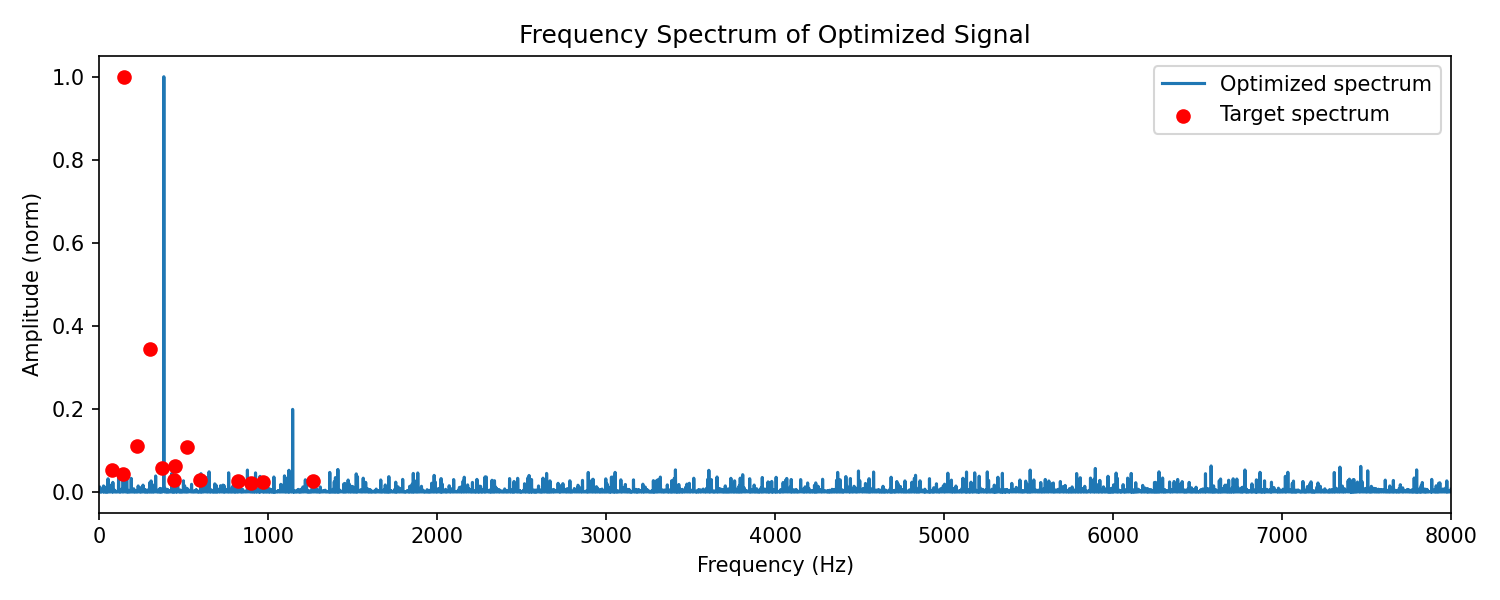 Frequency Spectrum of Optimized Signal
Optimized spectrum
Target spectrum
Amplitude (norm)
1.0
0.8
0.6
0.4
0.2
0.0
0 1000 2000 3000 4000 5000 6000 7000 8000
Frequency (Hz)